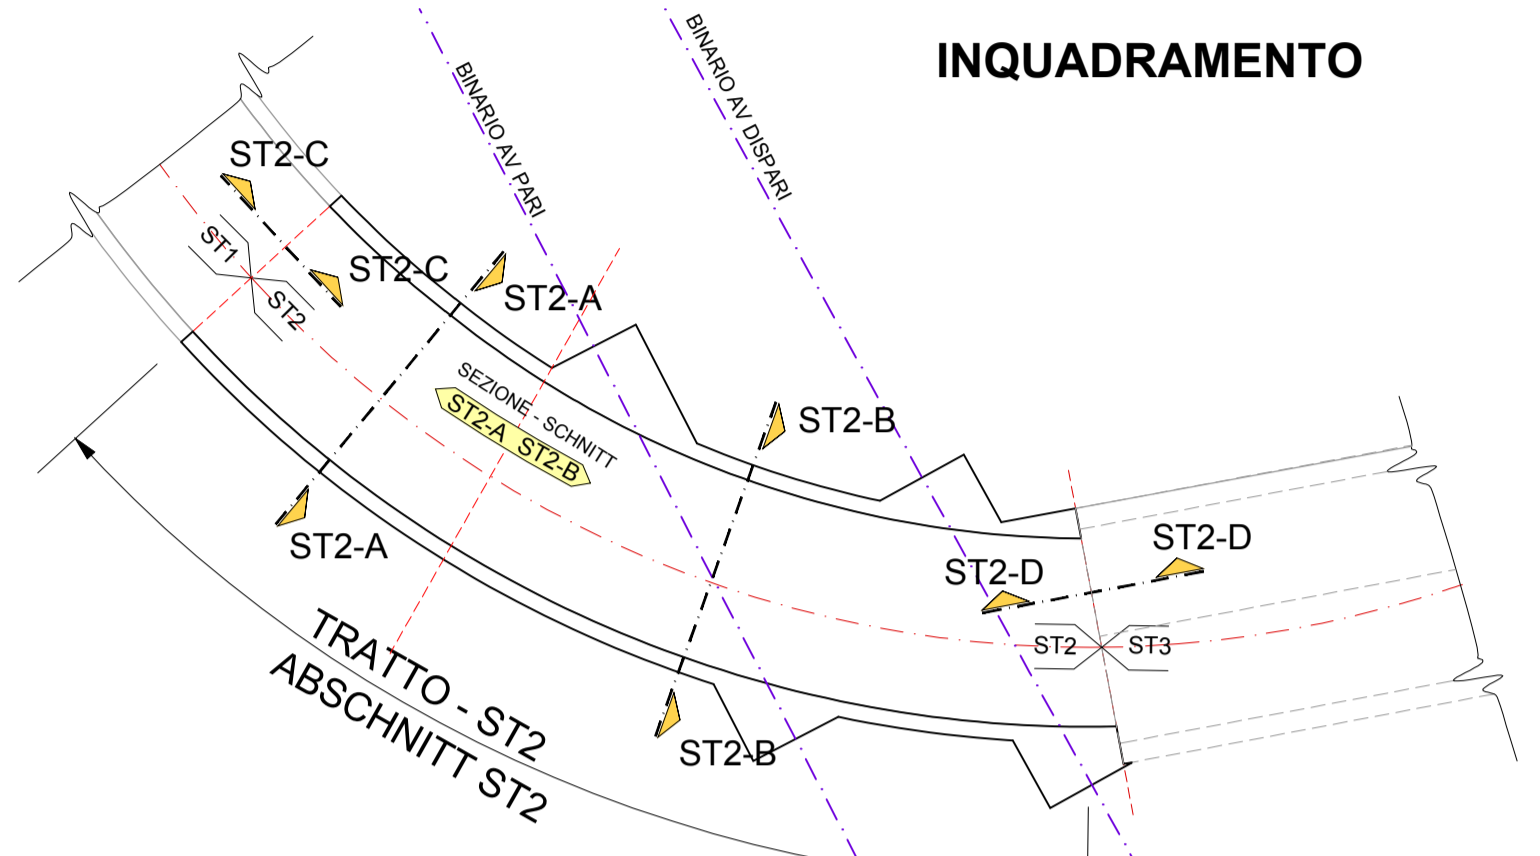 INQUADRAMENTO
BINARIO AV PARI
BINARIO AV DISPARI
ST2-C
ST1
ST2
ST2-C
ST2-A
SEZIONE - SCHNITT
ST2-A ST2-B
ST2-B
ST2-A
ST2-D
ST2-D
ST2
ST3
TRATTO - ST2
ABSCHNITT ST2
ST2-B